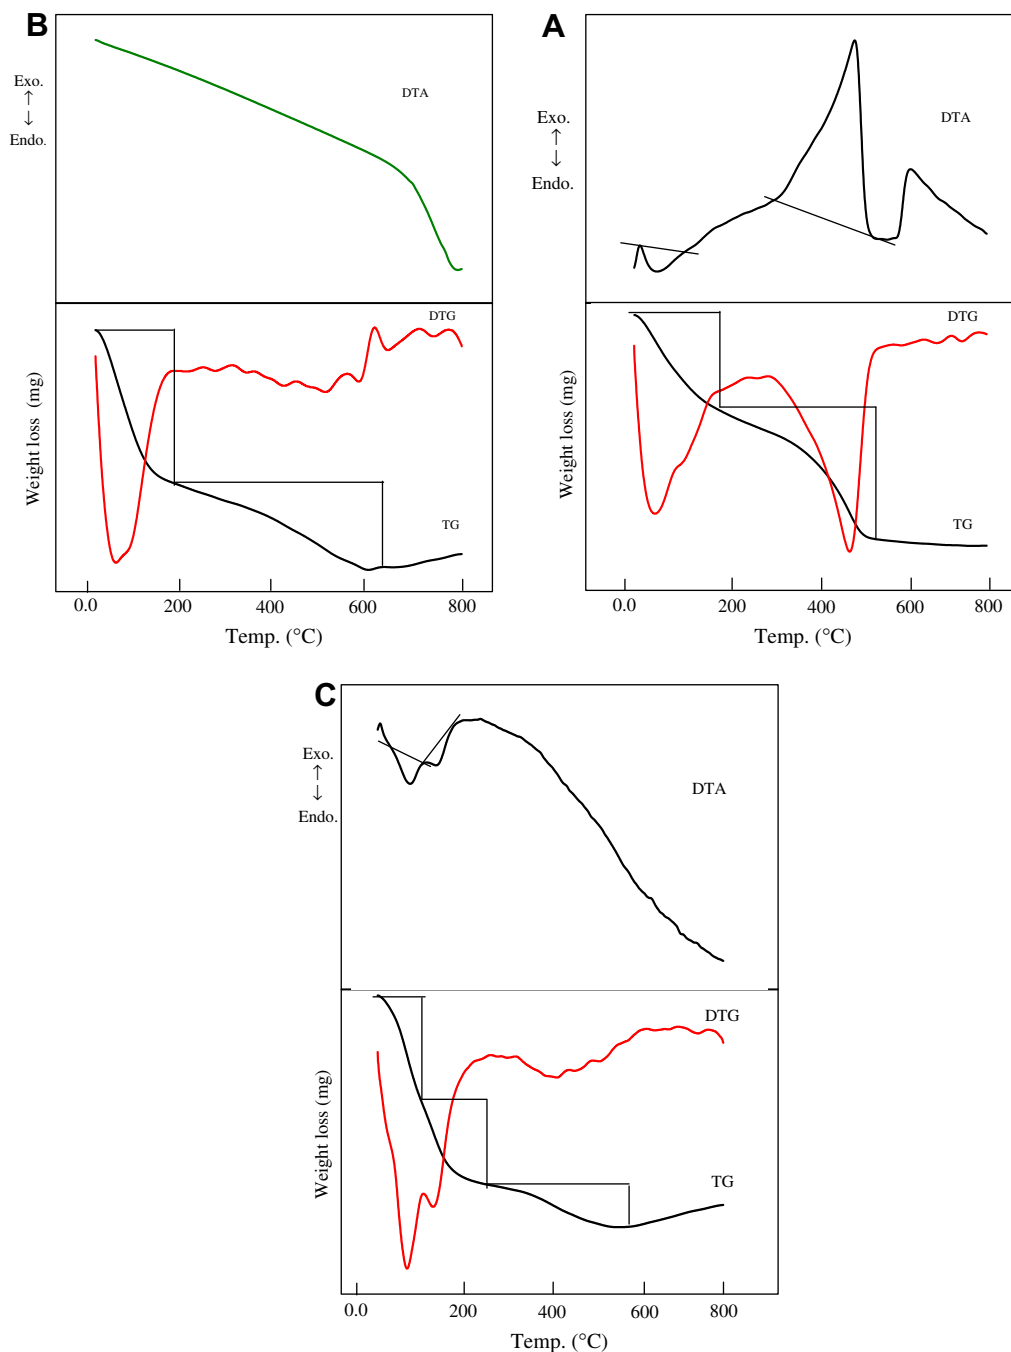 B
Exo.
↑
↓
Endo.
DTA
DTG
Weight loss (mg)
TG
0.0 200 400 600 800
Temp. (°C)
A
Exo.
↑
↓
Endo.
DTA
DTG
Weight loss (mg)
TG
0.0 200 400 600 800
Temp. (°C)
C
Exo.
↑
↓
Endo.
DTA
DTG
Weight loss (mg)
TG
0.0 200 400 600 800
Temp. (°C)